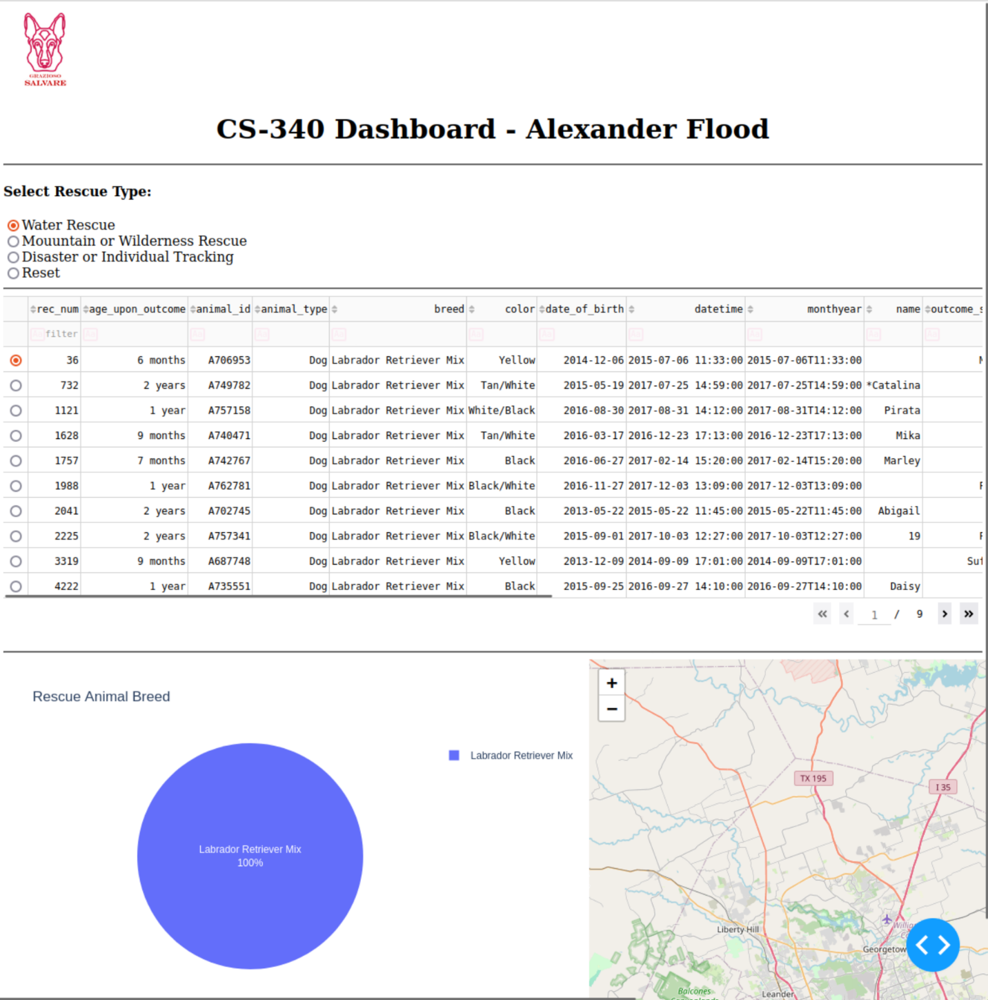 GRAZIOSO
SALVARE
CS-340 Dashboard - Alexander Flood
Select Rescue Type:
Water Rescue
Mouuntain or Wilderness Rescue
Disaster or Individual Tracking
Reset
rec_num age_upon_outcome animal_id animal_type breed color date_of_birth datetime monthyear name outcome_s
Aa filter Aa Aa Aa Aa Aa Aa Aa Aa Aa Aa
36 6 months A706953 Dog Labrador Retriever Mix Yellow 2014-12-06 2015-07-06 11:33:00 2015-07-06T11:33:00
732 2 years A749782 Dog Labrador Retriever Mix Tan/White 2015-05-19 2017-07-25 14:59:00 2017-07-25T14:59:00 *Catalina
1121 1 year A757158 Dog Labrador Retriever Mix White/Black 2016-08-30 2017-08-31 14:12:00 2017-08-31T14:12:00 Pirata
1628 9 months A740471 Dog Labrador Retriever Mix Tan/White 2016-03-17 2016-12-23 17:13:00 2016-12-23T17:13:00 Mika
1757 7 months A742767 Dog Labrador Retriever Mix Black 2016-06-27 2017-02-14 15:20:00 2017-02-14T15:20:00 Marley
1988 1 year A762781 Dog Labrador Retriever Mix Black/White 2016-11-27 2017-12-03 13:09:00 2017-12-03T13:09:00
2041 2 years A702745 Dog Labrador Retriever Mix Black 2013-05-22 2015-05-22 11:45:00 2015-05-22T11:45:00 Abigail
2225 2 years A757341 Dog Labrador Retriever Mix Black/White 2015-09-01 2017-10-03 12:27:00 2017-10-03T12:27:00 19
3319 9 months A687748 Dog Labrador Retriever Mix Yellow 2013-12-09 2014-09-09 17:01:00 2014-09-09T17:01:00 Suf
4222 1 year A735551 Dog Labrador Retriever Mix Black 2015-09-25 2016-09-27 14:10:00 2016-09-27T14:10:00 Daisy
« ‹ 1 / 9 › »
Rescue Animal Breed
Labrador Retriever Mix
Labrador Retriever Mix
100%
+
−
TX 195
I 35
Liberty Hill
Georgetow
Balcones
Leander